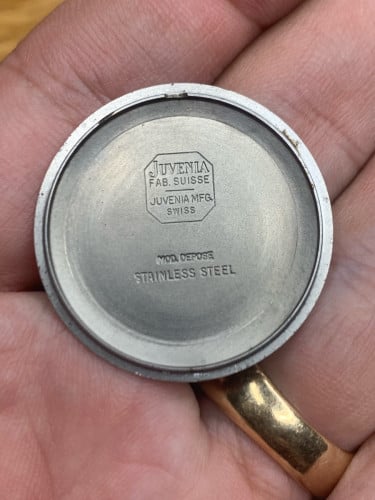 JUVENIA
FAB. SUISSE
JUVENIA MFG.
SWISS
MOD. DEPOSE
STAINLESS STEEL